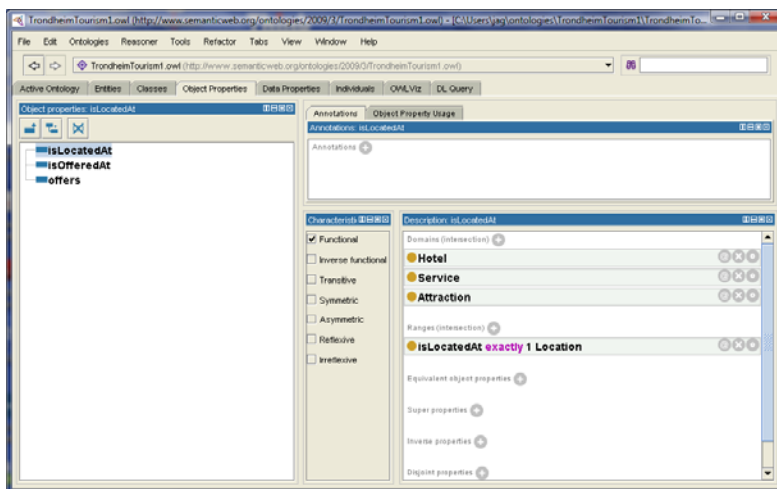 TrondheimTourism1.owl (http://www.semanticweb.org/ontologies/2009/3/TrondheimTourism1.owl) - [C:\Users\jag\ontologies\TrondheimTourism1\TrondheimTo...
File Edit Ontologies Reasoner Tools Refactor Tabs View Window Help
TrondheimTourism1.owl (http://www.semanticweb.org/ontologies/2009/3/TrondheimTourism1.owl)
Active Ontology Entities Classes Object Properties Data Properties Individuals OWLViz DL Query
Object properties: isLocatedAt
isLocatedAt
isOfferedAt
offers
Annotations Object Property Usage
Annotations: isLocatedAt
Annotations
Characteristi
Functional
Inverse functional
Transitive
Symmetric
Asymmetric
Reflexive
Irreflexive
Description: isLocatedAt
Domains (intersection)
Hotel
Service
Attraction
Ranges (intersection)
isLocatedAt exactly 1 Location
Equivalent object properties
Super properties
Inverse properties
Disjoint properties